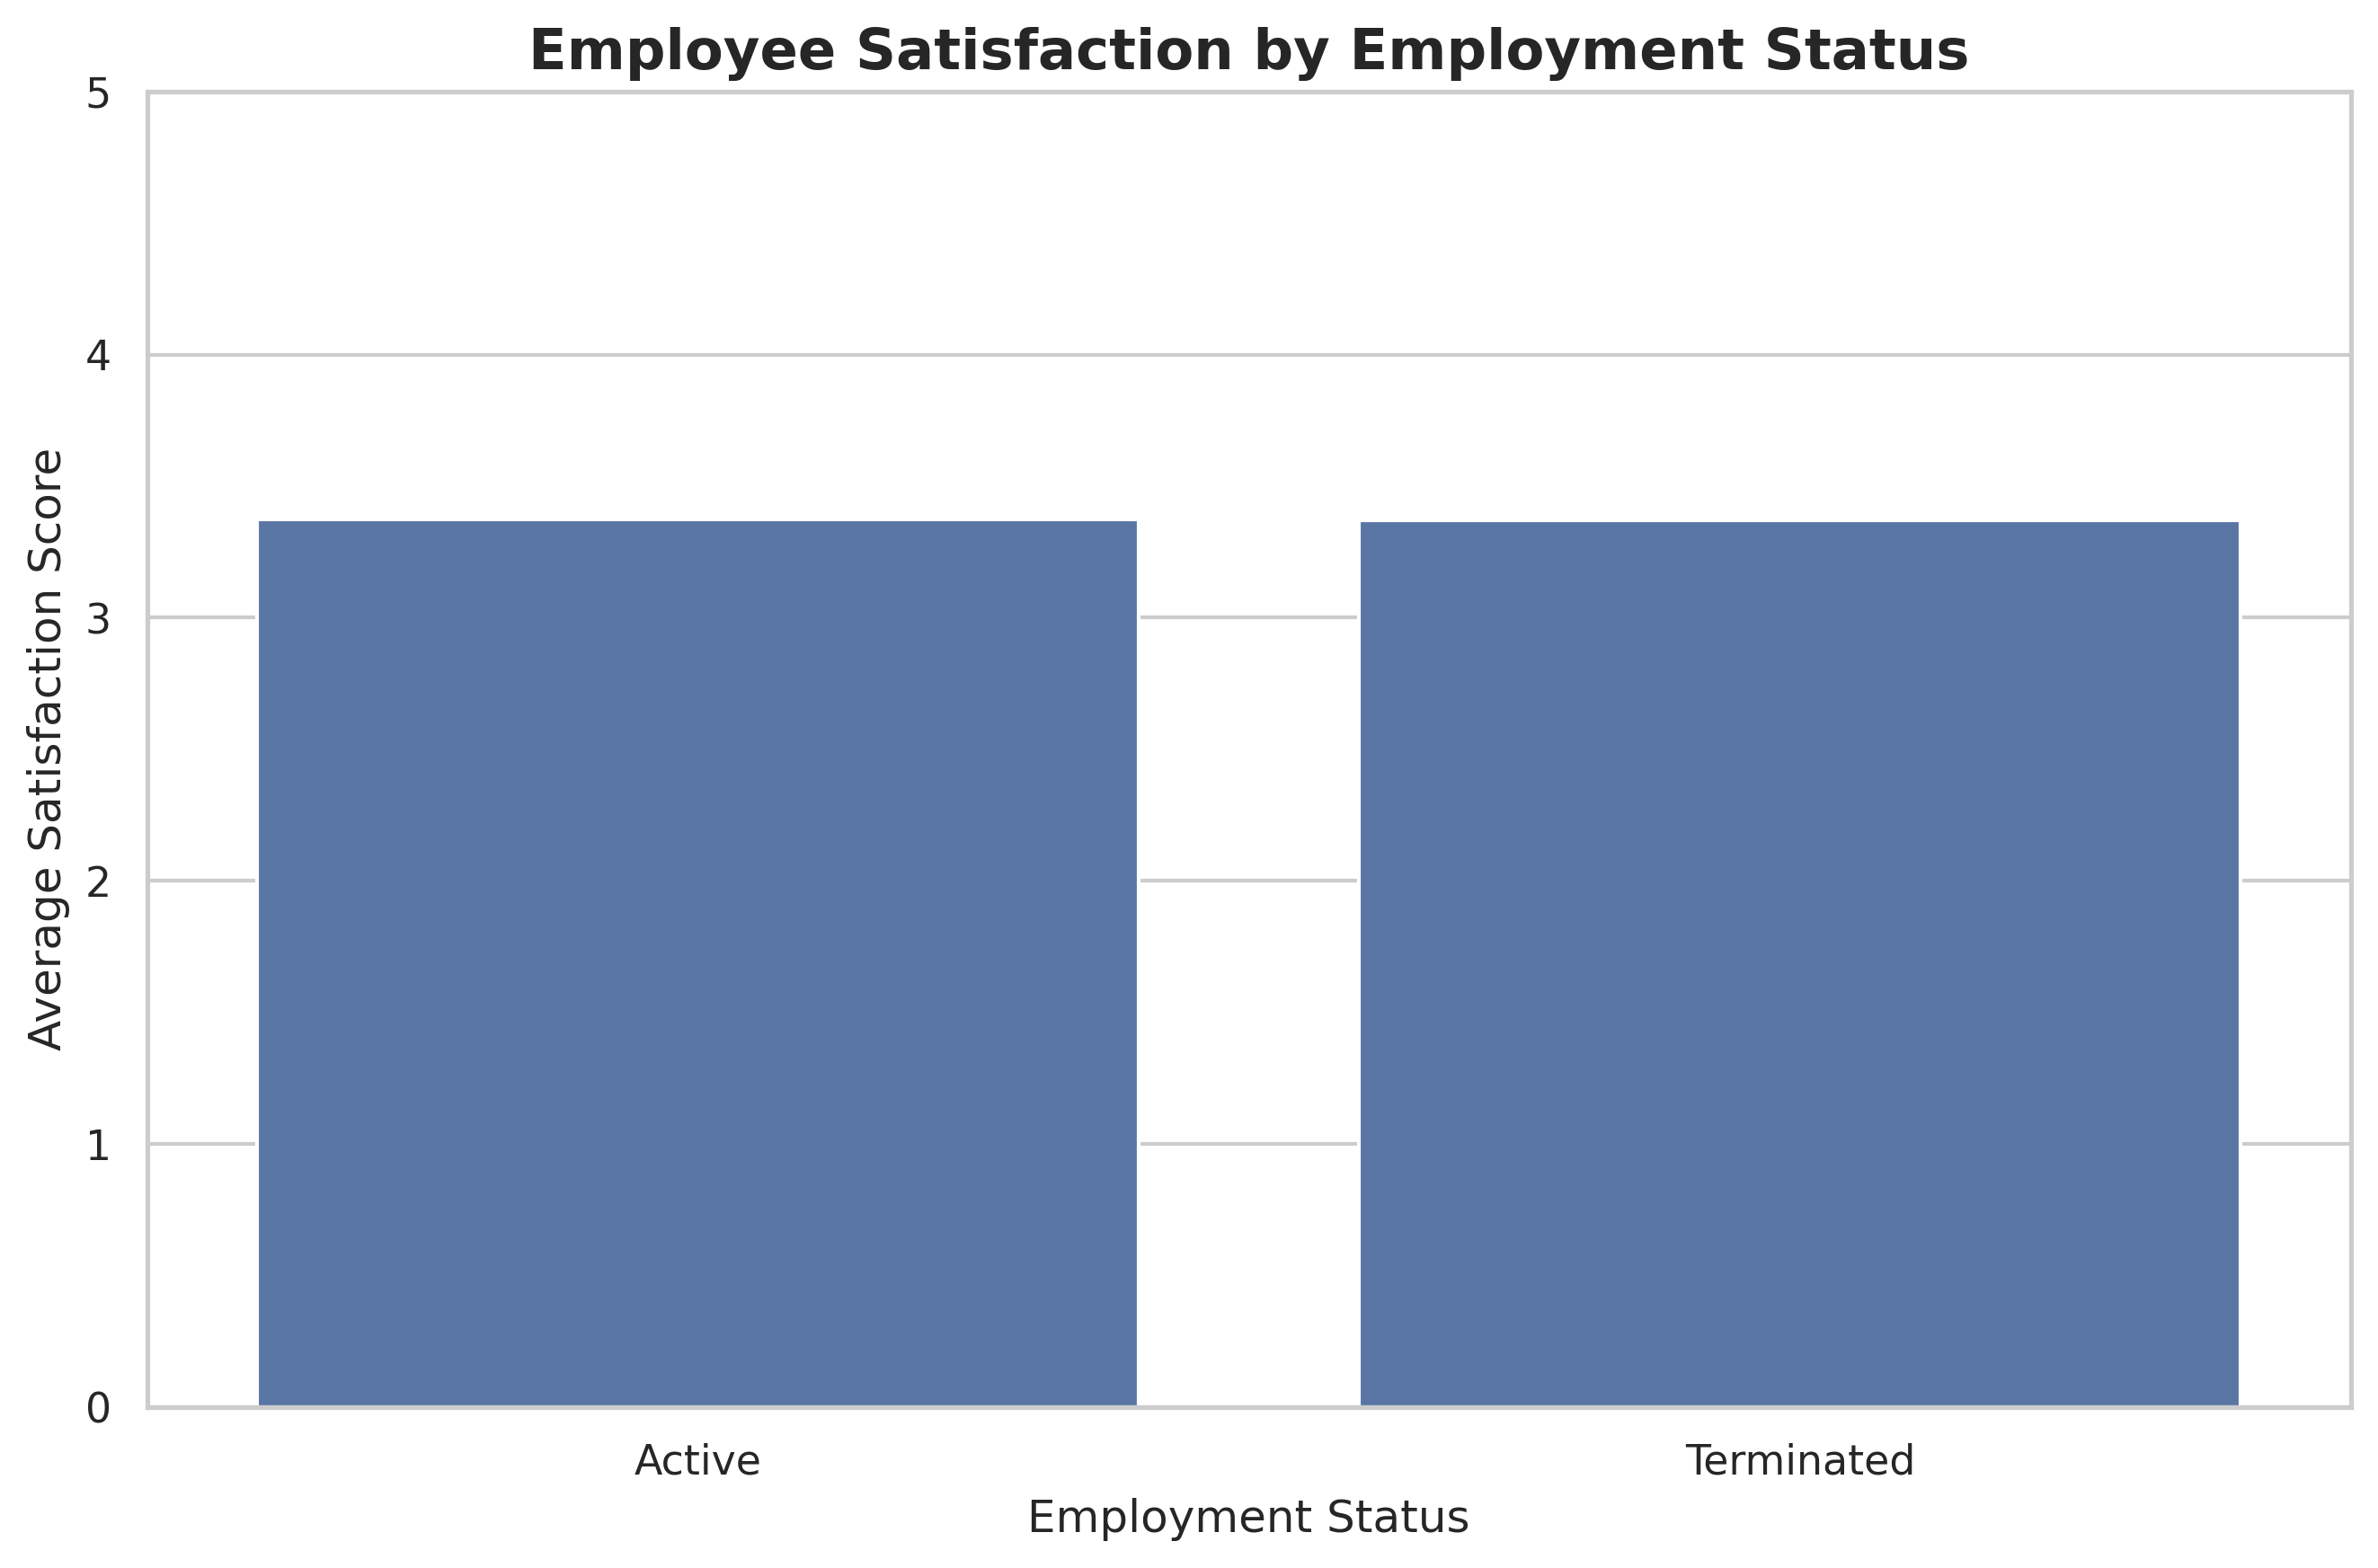 Employee Satisfaction by Employment Status
5
4
3
2
1
0
Average Satisfaction Score
Active
Terminated
Employment Status